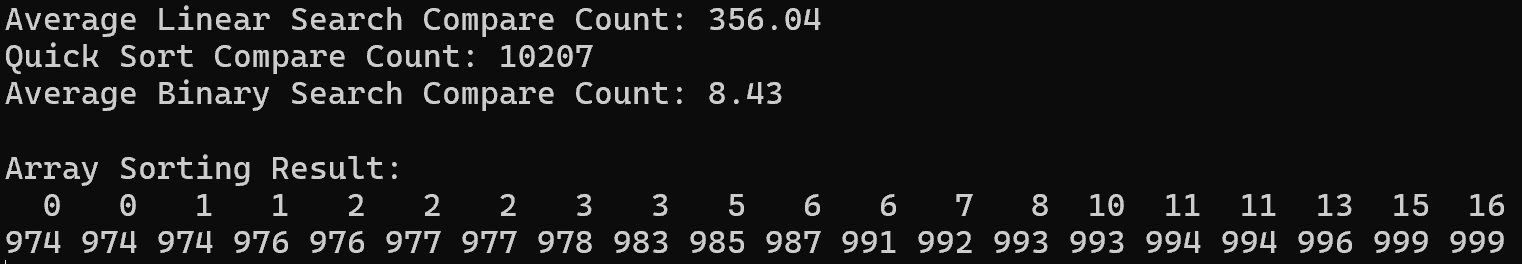 Average Linear Search Compare Count: 356.04
Quick Sort Compare Count: 10207
Average Binary Search Compare Count: 8.43
Array Sorting Result:
  0   0   1   1   2   2   2   3   3   5   6   6   7   8  10  11  11  13  15  16
974 974 974 976 976 977 977 978 983 985 987 991 992 993 993 994 994 996 999 999